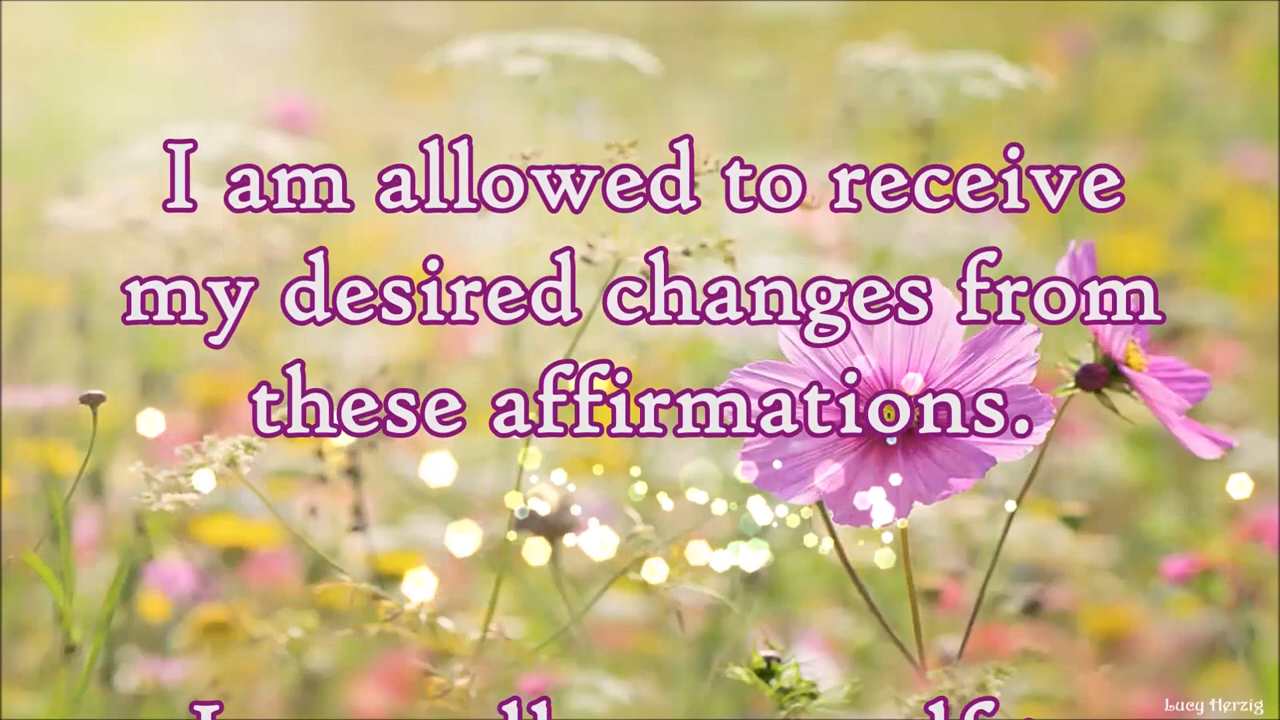 I am allowed to receive
my desired changes from
these affirmations.
I
Lucy Herzig